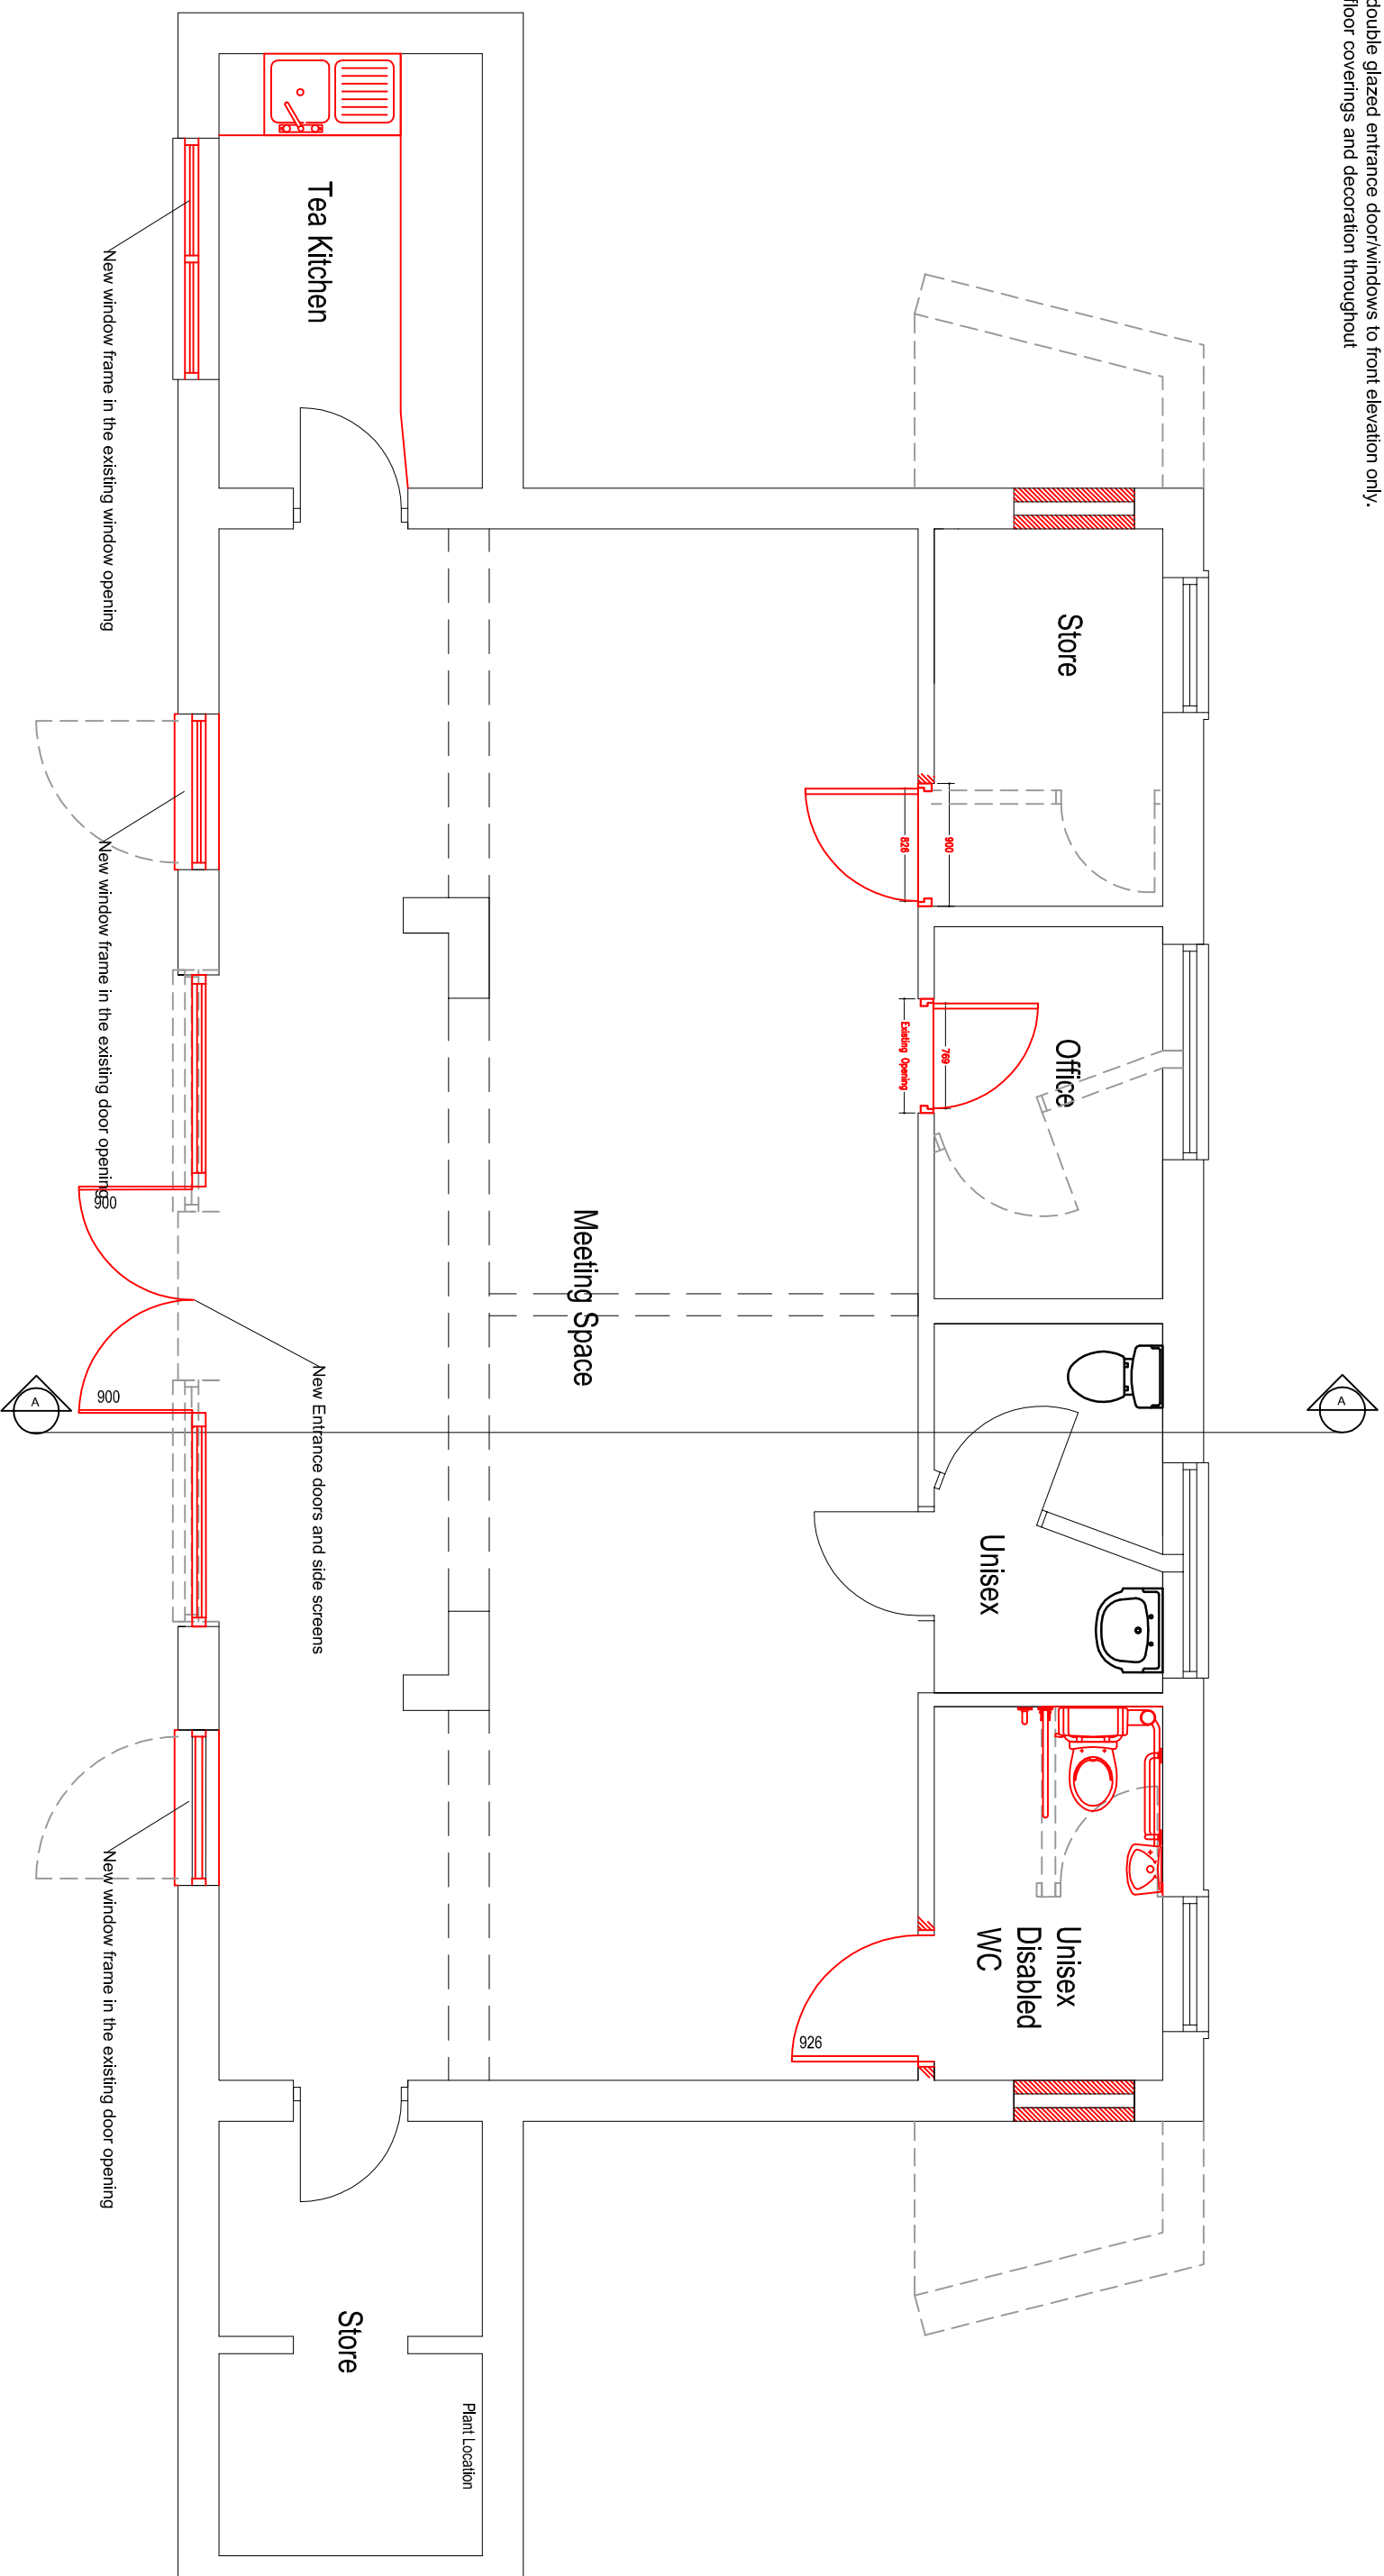 double glazed entrance door/windows to front elevation only.
floor coverings and decoration throughout
Store
Office
Unisex
Unisex
Disabled
WC
900
826
769
Existing Opening
926
Meeting Space
A
A
Tea Kitchen
Store
Plant Location
New Entrance doors and side screens
900
900
New window frame in the existing window opening
New window frame in the existing door opening
New window frame in the existing door opening